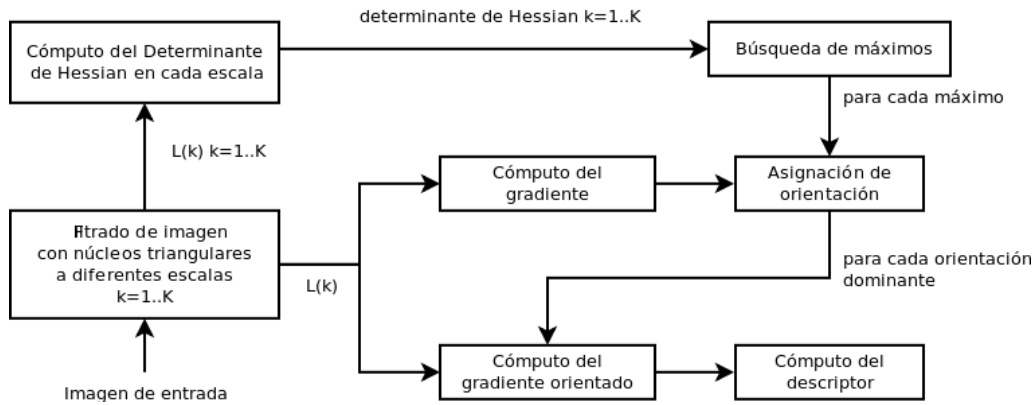 determinante de Hessian k=1..K
Cómputo del Determinante
de Hessian en cada escala
Búsqueda de máximos
para cada máximo
L(k) k=1..K
Cómputo del
gradiente
Asignación de
orientación
Fitrado de imagen
con núcleos triangulares
a diferentes escalas
k=1..K
L(k)
para cada orientación
dominante
Cómputo del
gradiente orientado
Cómputo del
descriptor
Imagen de entrada